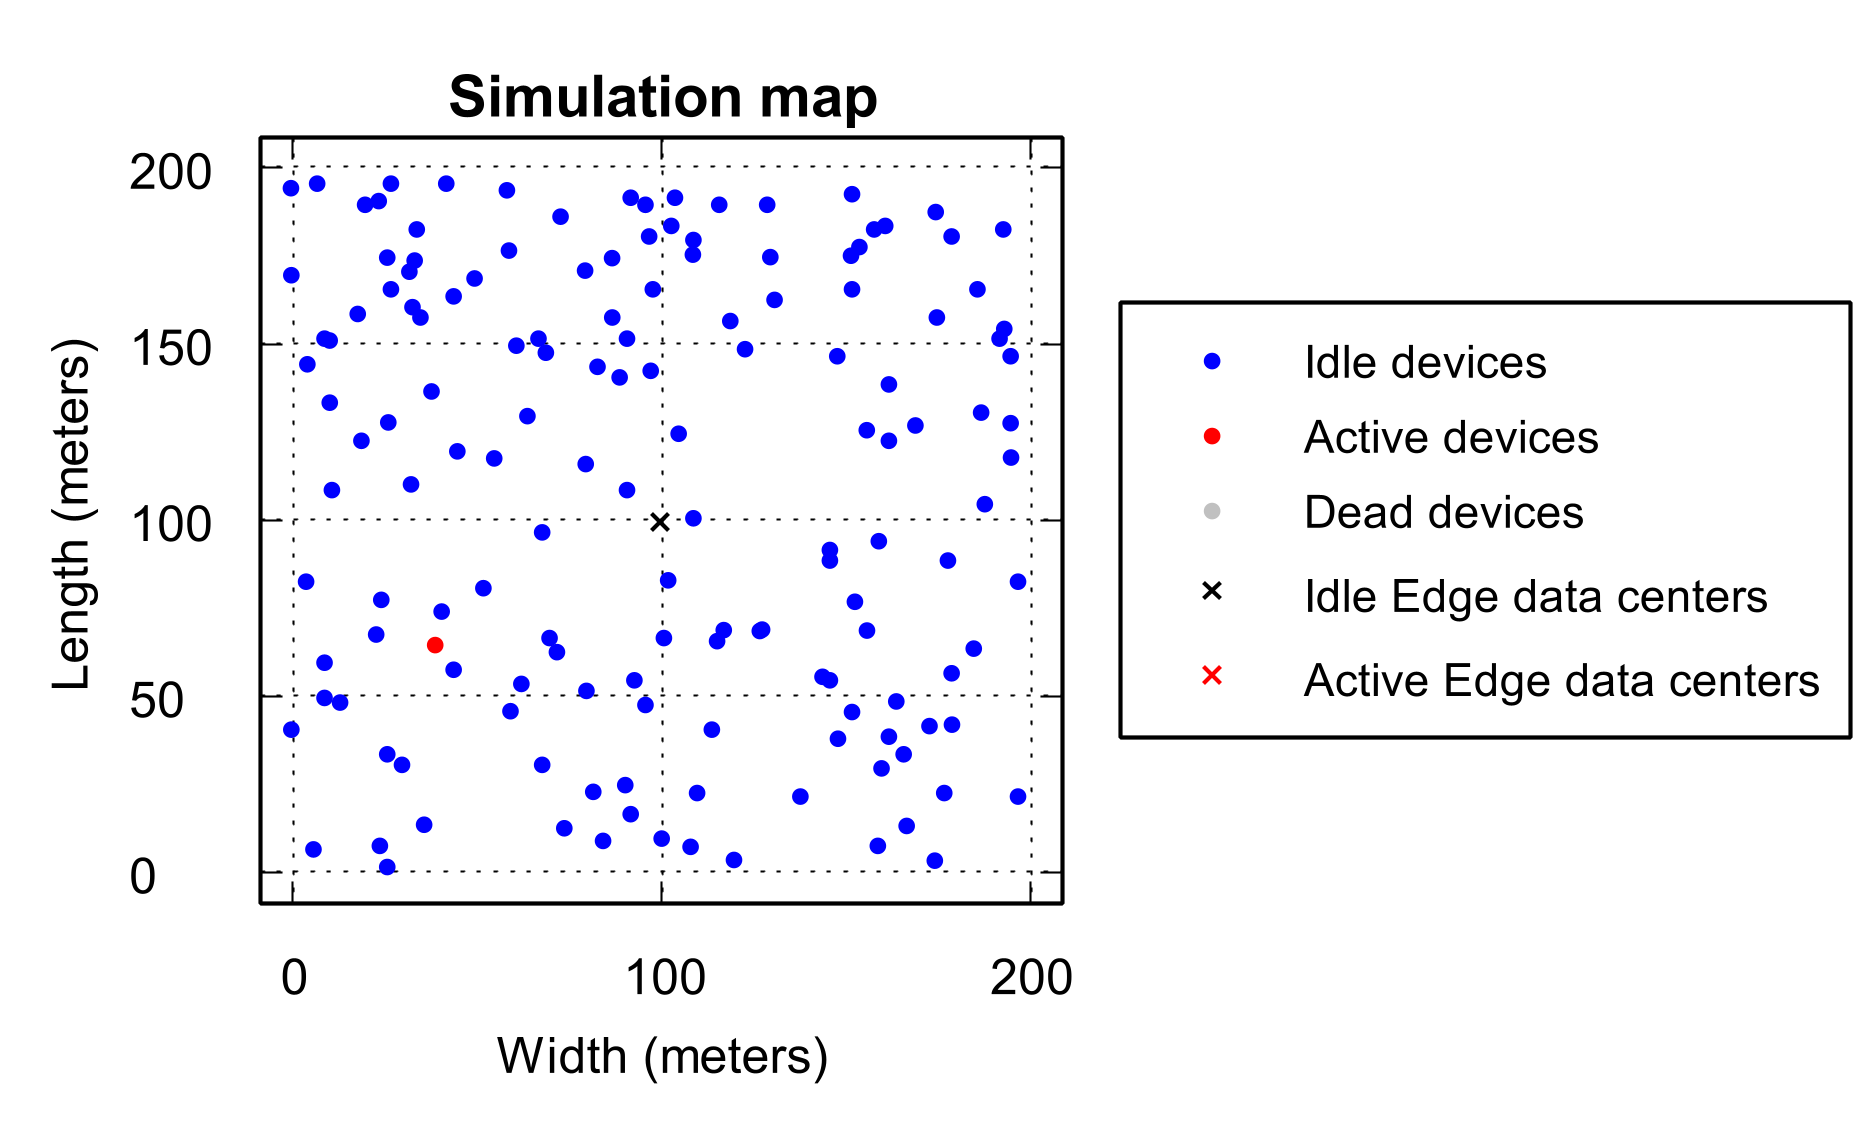 Simulation map
200
150
100
50
0
Length (meters)
0
100
200
Width (meters)
Idle devices
Active devices
Dead devices
Idle Edge data centers
Active Edge data centers